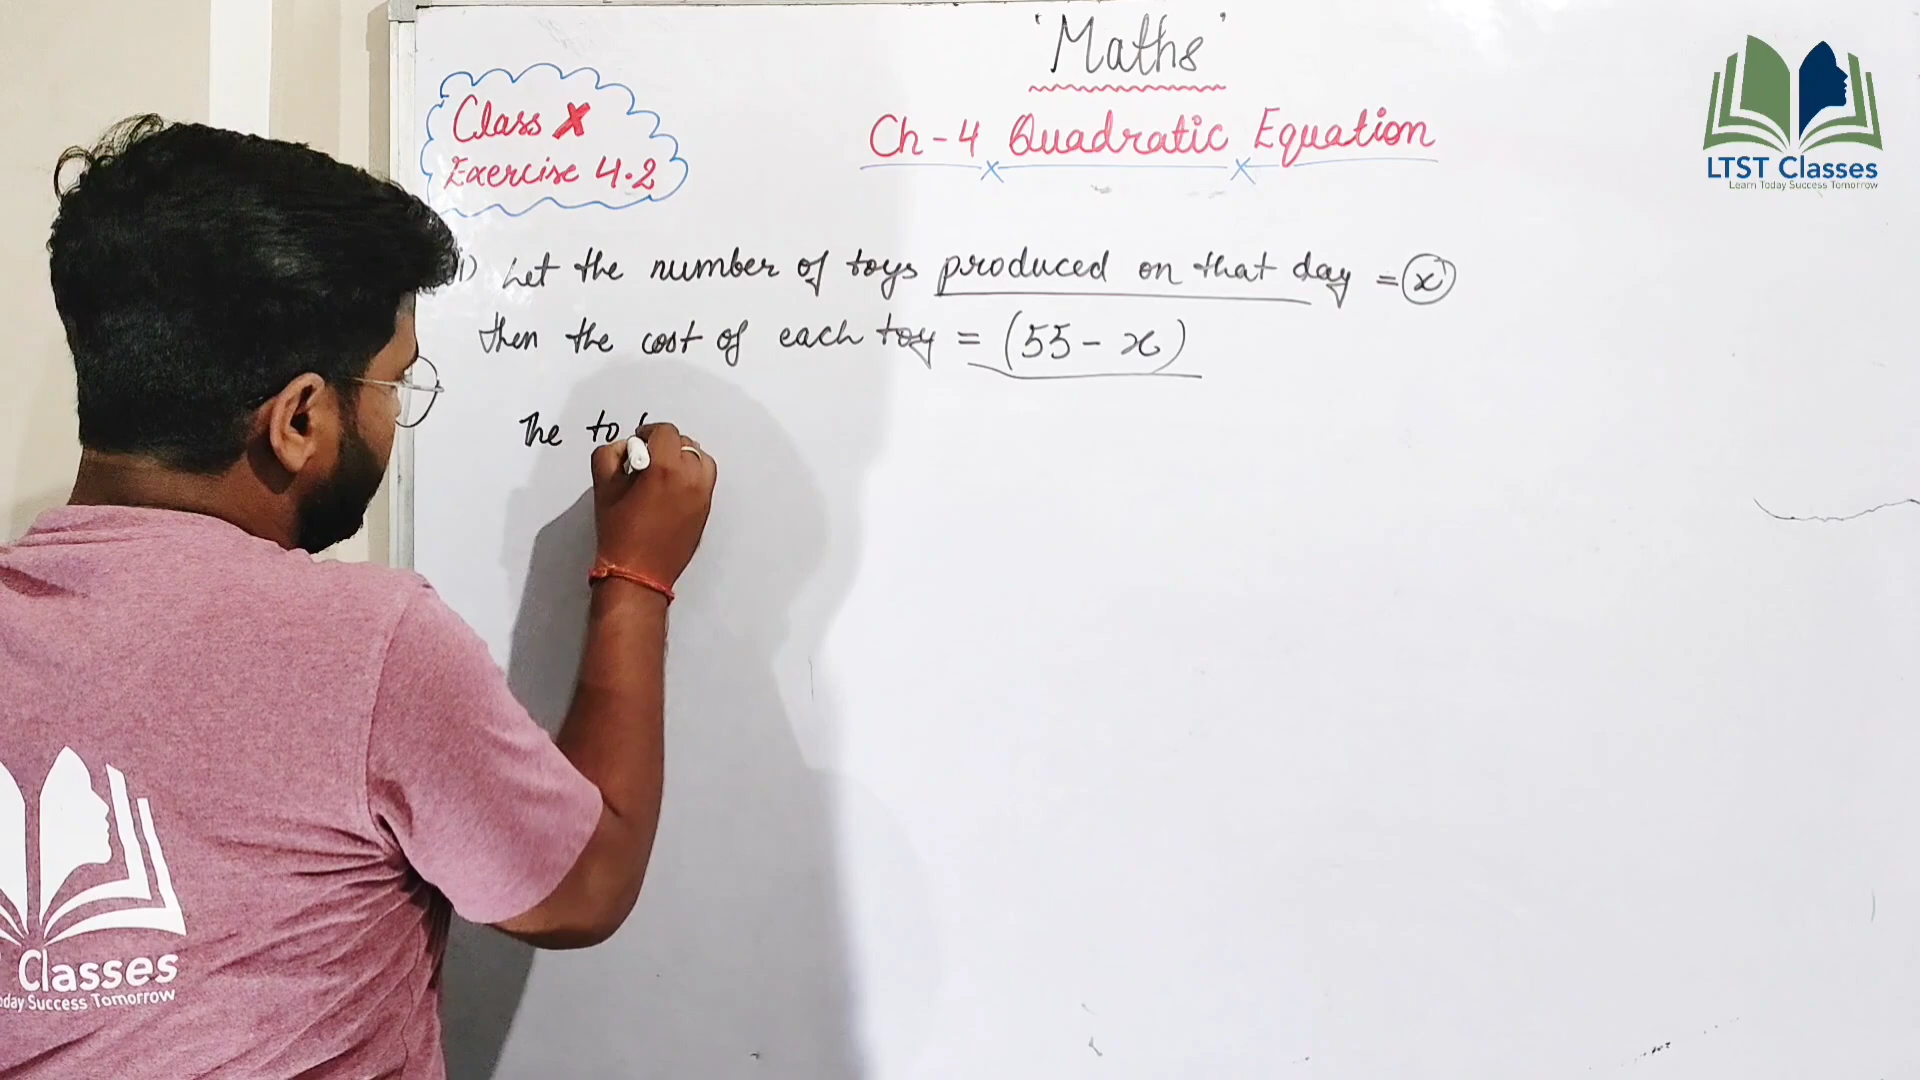 'Maths'
Class X
Exercise 4.2
Ch-4 Quadratic Equation
LTST Classes
Learn Today Success Tomorrow
i) Let the number of toys produced on that day = x
then the cost of each toy = (55 - x)
The to
Classes
day Success Tomorrow